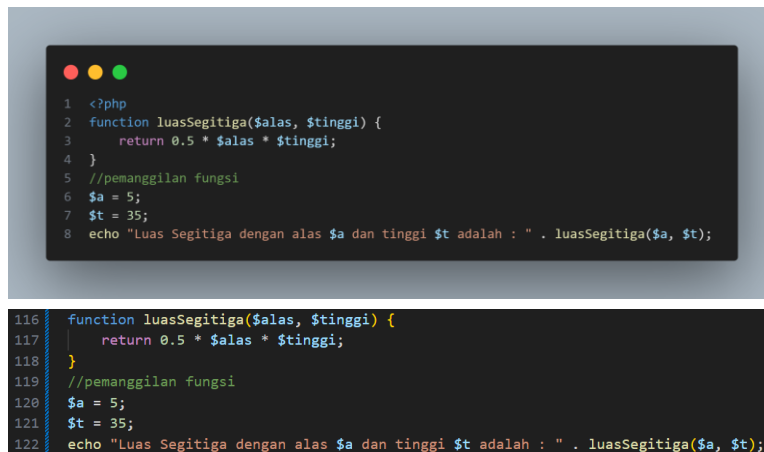 1 <?php
2 function luasSegitiga($alas, $tinggi) {
3     return 0.5 * $alas * $tinggi;
4 }
5 //pemanggilan fungsi
6 $a = 5;
7 $t = 35;
8 echo "Luas Segitiga dengan alas $a dan tinggi $t adalah : " . luasSegitiga($a, $t);
116 function luasSegitiga($alas, $tinggi) {
117     return 0.5 * $alas * $tinggi;
118 }
119 //pemanggilan fungsi
120 $a = 5;
121 $t = 35;
122 echo "Luas Segitiga dengan alas $a dan tinggi $t adalah : " . luasSegitiga($a, $t);